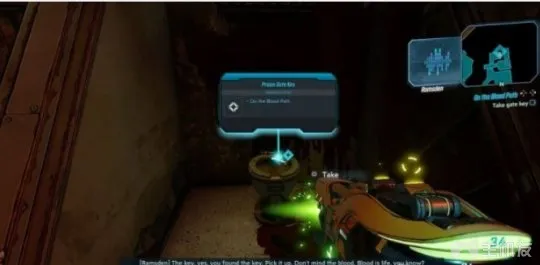 Prison Gate Key
On the Blood Path
Ramsden
On the Blood Path
Take gate key
Take
34
[Ramsden] The key, yes, you found the key. Pick it up. Don't mind the blood. Blood is life, you know?